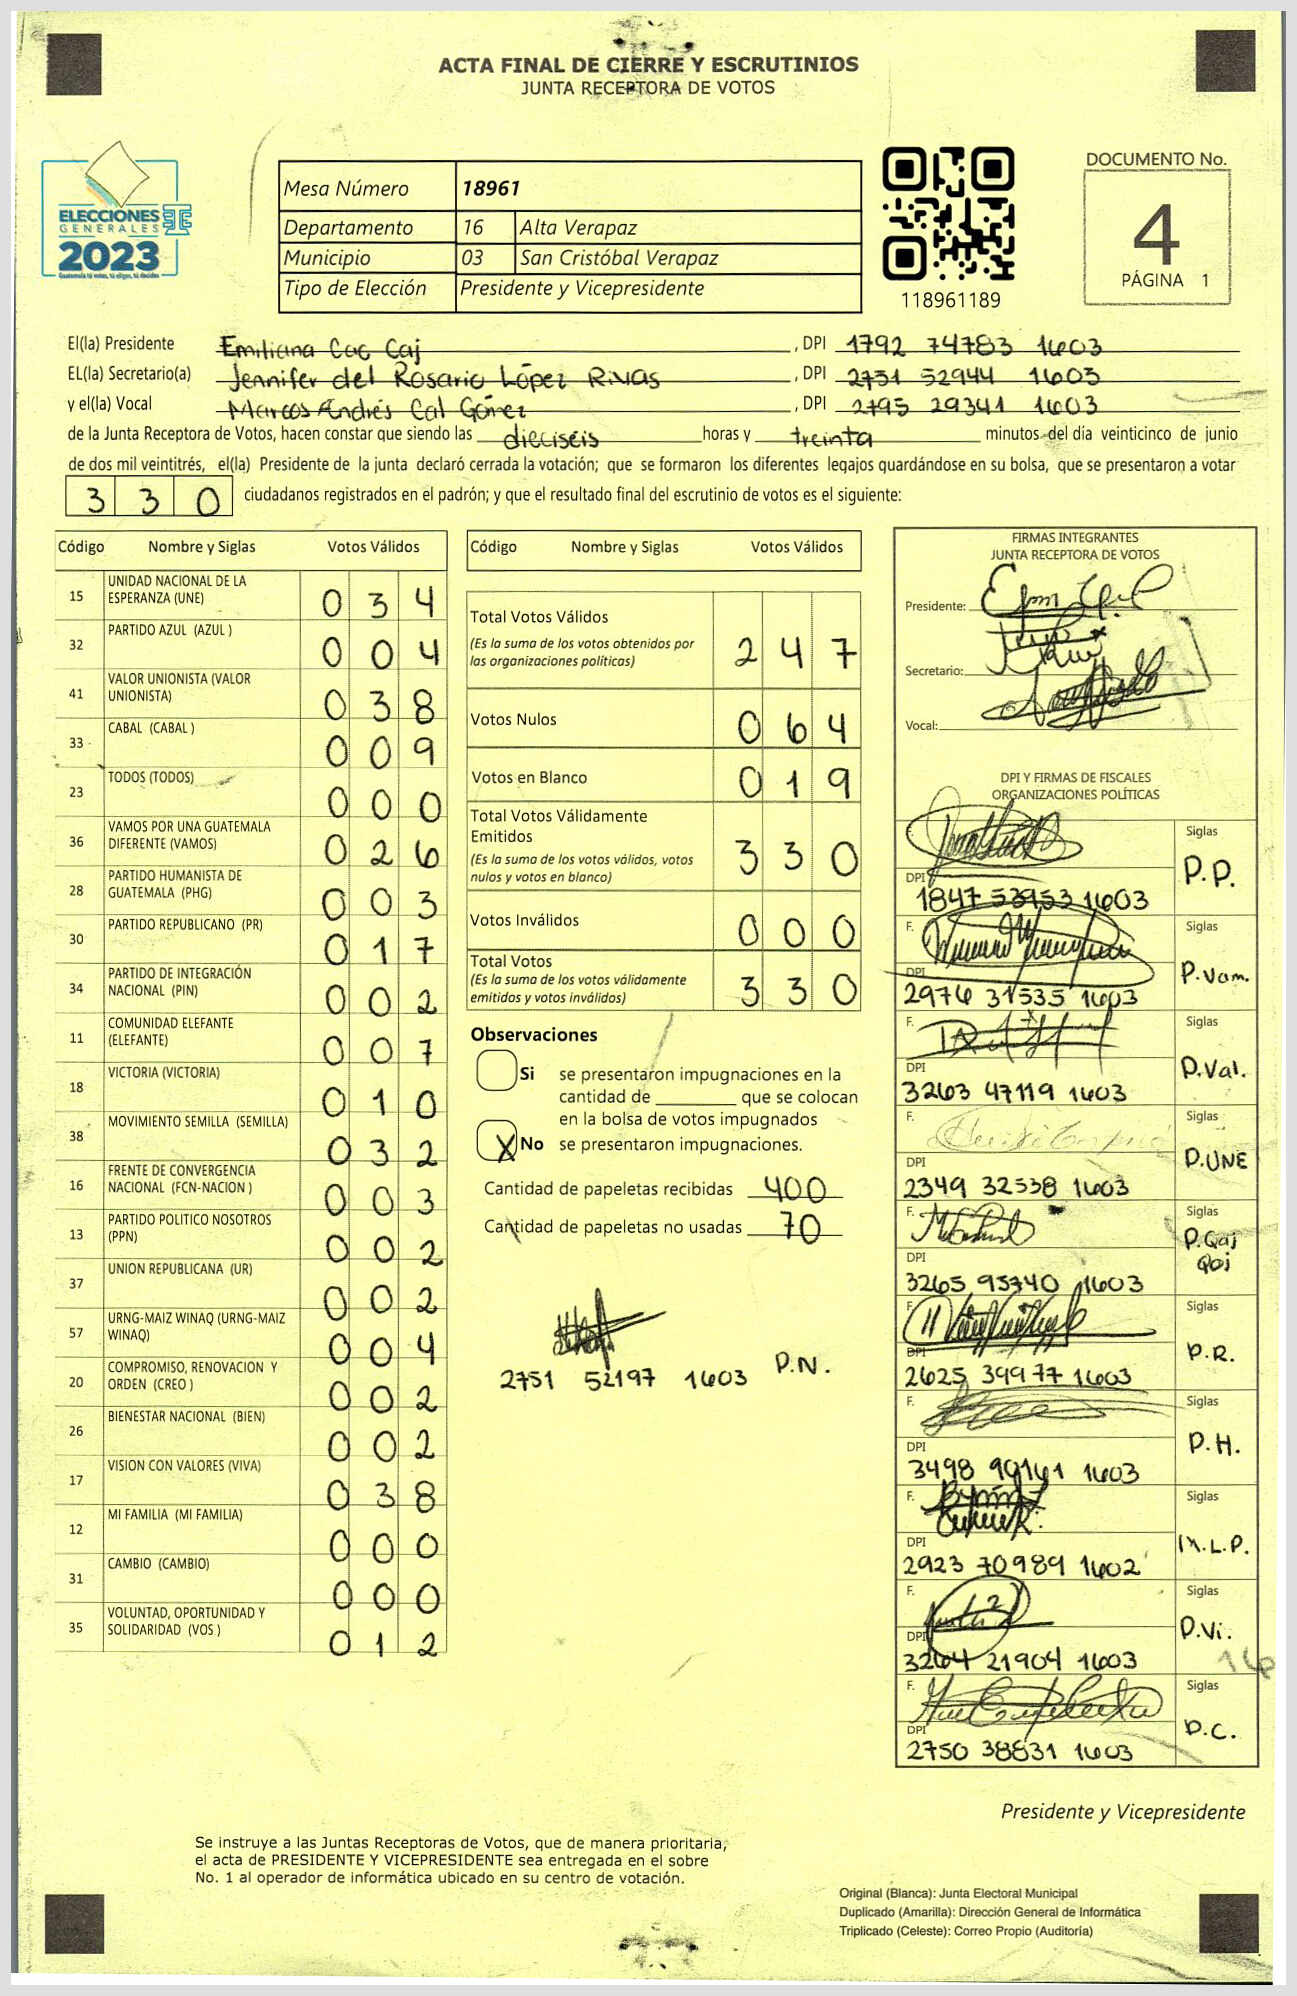 ACTA FINAL DE CIERRE Y ESCRUTINIOS
JUNTA RECEPTORA DE VOTOS
ELECCIONES
GENERALES
2023
Guatemala tú votas, tú eliges, tú decides
Mesa Número 18961
Departamento 16 Alta Verapaz
Municipio 03 San Cristóbal Verapaz
Tipo de Elección Presidente y Vicepresidente
118961189
DOCUMENTO No.
4
PÁGINA 1
El(la) Presidente Emiliana Cac Caj , DPI 1792 74783 1603
EL(la) Secretario(a) Jennifer del Rosario López Rivas , DPI 2751 52944 1603
y el(la) Vocal Marcos Andrés Cal Gómez , DPI 2795 29341 1603
de la Junta Receptora de Votos, hacen constar que siendo las dieciséis horas y treinta minutos del día veinticinco de junio
de dos mil veintitrés, el(la) Presidente de la junta declaró cerrada la votación; que se formaron los diferentes legajos guardándose en su bolsa, que se presentaron a votar
330 ciudadanos registrados en el padrón; y que el resultado final del escrutinio de votos es el siguiente:
Código Nombre y Siglas Votos Válidos
15 UNIDAD NACIONAL DE LA ESPERANZA (UNE) 034
32 PARTIDO AZUL (AZUL ) 004
41 VALOR UNIONISTA (VALOR UNIONISTA) 038
33 CABAL (CABAL ) 009
23 TODOS (TODOS) 000
36 VAMOS POR UNA GUATEMALA DIFERENTE (VAMOS) 026
28 PARTIDO HUMANISTA DE GUATEMALA (PHG) 003
30 PARTIDO REPUBLICANO (PR) 017
34 PARTIDO DE INTEGRACIÓN NACIONAL (PIN) 002
11 COMUNIDAD ELEFANTE (ELEFANTE) 007
18 VICTORIA (VICTORIA) 010
38 MOVIMIENTO SEMILLA (SEMILLA) 032
16 FRENTE DE CONVERGENCIA NACIONAL (FCN-NACION ) 003
13 PARTIDO POLITICO NOSOTROS (PPN) 002
37 UNION REPUBLICANA (UR) 002
57 URNG-MAIZ WINAQ (URNG-MAIZ WINAQ) 004
20 COMPROMISO, RENOVACION Y ORDEN (CREO ) 002
26 BIENESTAR NACIONAL (BIEN) 002
17 VISION CON VALORES (VIVA) 038
12 MI FAMILIA (MI FAMILIA) 000
31 CAMBIO (CAMBIO) 000
35 VOLUNTAD, OPORTUNIDAD Y SOLIDARIDAD (VOS ) 012
Código Nombre y Siglas Votos Válidos
Total Votos Válidos 247
(Es la suma de los votos obtenidos por
las organizaciones políticas)
Votos Nulos 064
Votos en Blanco 019
Total Votos Válidamente
Emitidos 330
(Es la suma de los votos válidos, votos
nulos y votos en blanco)
Votos Inválidos 000
Total Votos 330
(Es la suma de los votos válidamente
emitidos y votos inválidos)
Observaciones
Si se presentaron impugnaciones en la
cantidad de ________ que se colocan
en la bolsa de votos impugnados
X No se presentaron impugnaciones.
Cantidad de papeletas recibidas 400
Cantidad de papeletas no usadas 70
2751 52197 1603 P.N.
FIRMAS INTEGRANTES
JUNTA RECEPTORA DE VOTOS
Presidente:
Secretario:
Vocal:
DPI Y FIRMAS DE FISCALES
ORGANIZACIONES POLÍTICAS
Siglas
P.P.
DPI
1847 53953 1603
F. Siglas
P.Vam.
DPI
2976 31535 1603
F. Siglas
P.Val.
DPI
3263 47119 1603
F. Siglas
P.UNE
DPI
2349 32538 1603
F. Siglas
P.Qaj
Qoj
DPI
3265 95740 1603
F. Siglas
P.R.
DPI
2625 39977 1603
F. Siglas
P.H.
DPI
3498 90161 1603
F. Siglas
M.L.P.
DPI
2923 70989 1602
F. Siglas
P.Vi.
DPI
3264 21904 1603
F. Siglas
P.C.
DPI
2750 38831 1603
Presidente y Vicepresidente
Se instruye a las Juntas Receptoras de Votos, que de manera prioritaria,
el acta de PRESIDENTE Y VICEPRESIDENTE sea entregada en el sobre
No. 1 al operador de informática ubicado en su centro de votación.
Original (Blanca): Junta Electoral Municipal
Duplicado (Amarilla): Dirección General de Informática
Triplicado (Celeste): Correo Propio (Auditoría)